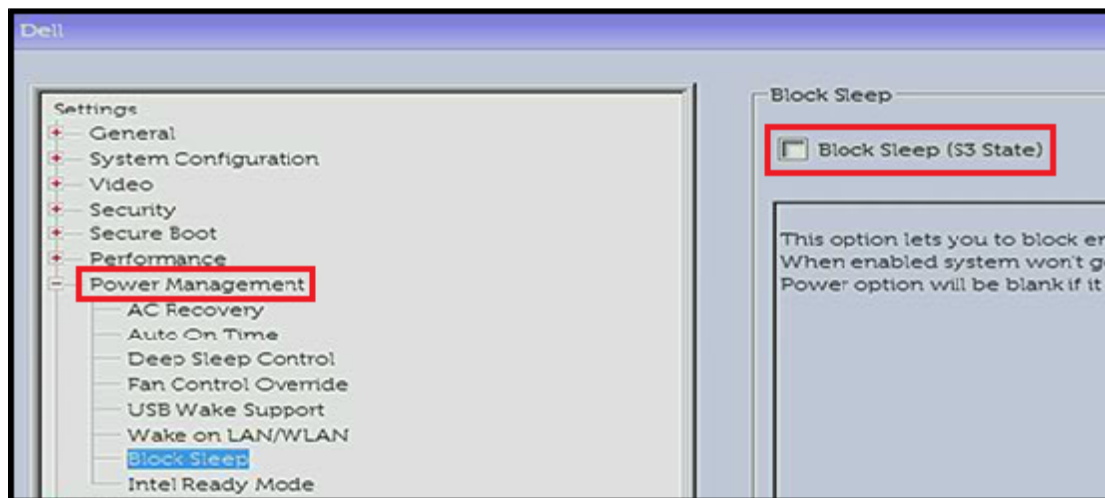 Dell
Settings
General
System Configuration
Video
Security
Secure Boot
Performance
Power Management
AC Recovery
Auto On Time
Deep Sleep Control
Fan Control Override
USB Wake Support
Wake on LAN/WLAN
Block Sleep
Intel Ready Mode
Block Sleep
Block Sleep (S3 State)
This option lets you to block
When enabled system won't
Power option will be blank if it